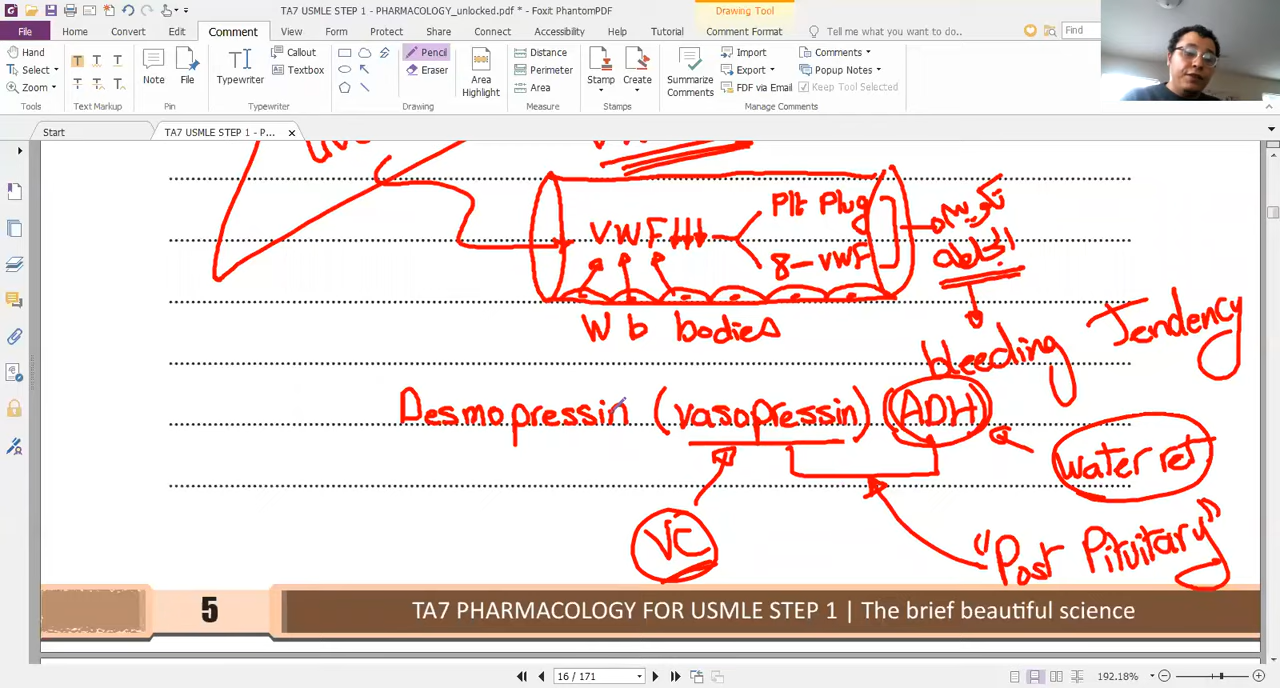 TA7 USMLE STEP 1 - PHARMACOLOGY_unlocked.pdf * - Foxit PhantomPDF
Drawing Tool
File Home Convert Edit Comment View Form Protect Share Connect Accessibility Help Tutorial Comment Format Tell me what you want to do.. Find
Hand
Select
Zoom
Tools
T T T
T T T
Text Markup
Note
File
Pin
Typewriter
Callout
Textbox
Typewriter
Pencil
Eraser
Drawing
Area
Highlight
Distance
Perimeter
Area
Measure
Stamp
Create
Stamps
Summarize
Comments
Import
Export
FDF via Email
Comments
Popup Notes
Keep Tool Selected
Manage Comments
Start
TA7 USMLE STEP 1 - P...
Plt Plug
VWF
8-VWF
W b bodies
bleeding Tendency
Desmopressin (vasopressin) (ADH)
water ret
VC
"Post Pituitary"
5
TA7 PHARMACOLOGY FOR USMLE STEP 1 | The brief beautiful science
16 / 171
192.18%